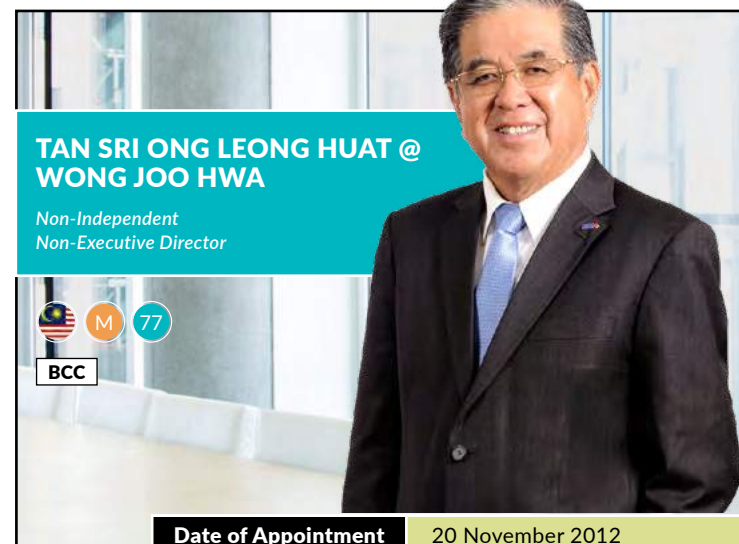 TAN SRI ONG LEONG HUAT @
WONG JOO HWA
Non-Independent
Non-Executive Director
M 77
BCC
Date of Appointment 20 November 2012